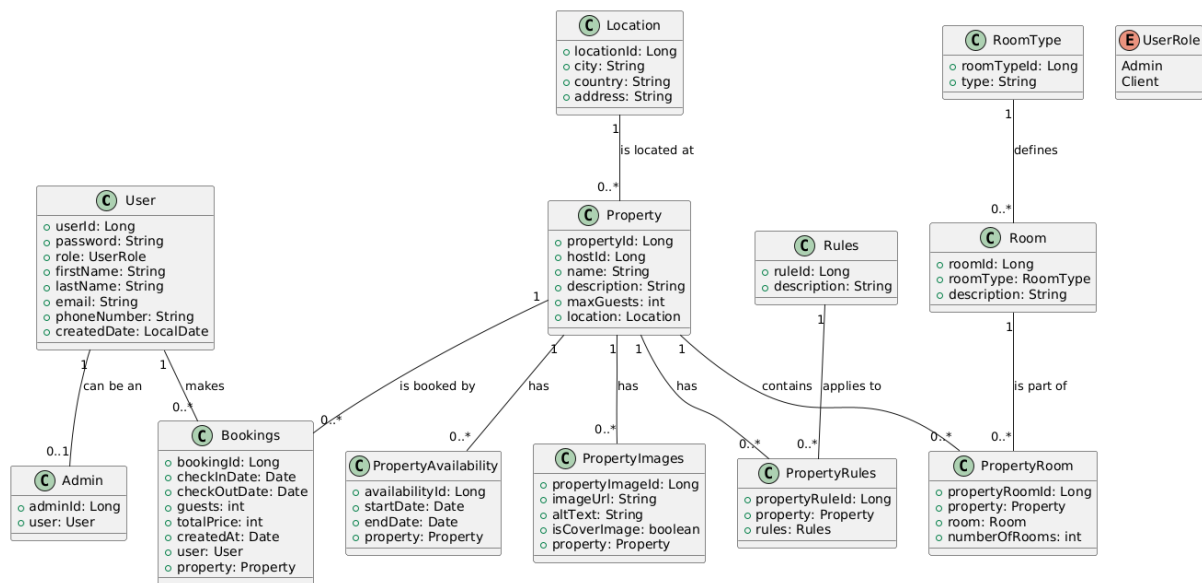 C Location
locationId: Long
city: String
country: String
address: String
C RoomType
roomTypeId: Long
type: String
E UserRole
Admin
Client
1
is located at
0..*
1
defines
0..*
C User
userId: Long
password: String
role: UserRole
firstName: String
lastName: String
email: String
phoneNumber: String
createdDate: LocalDate
C Property
propertyId: Long
hostId: Long
name: String
description: String
maxGuests: int
location: Location
C Rules
ruleId: Long
description: String
C Room
roomId: Long
roomType: RoomType
description: String
1
can be an
0..1
1
makes
0..*
1
is booked by
0..*
1
has
0..*
1
has
0..*
1
has
0..*
1
contains
0..*
1
applies to
0..*
1
is part of
0..*
C Admin
adminId: Long
user: User
C Bookings
bookingId: Long
checkInDate: Date
checkOutDate: Date
guests: int
totalPrice: int
createdAt: Date
user: User
property: Property
C PropertyAvailability
availabilityId: Long
startDate: Date
endDate: Date
property: Property
C PropertyImages
propertyImageId: Long
imageUrl: String
altText: String
isCoverImage: boolean
property: Property
C PropertyRules
propertyRuleId: Long
property: Property
rules: Rules
C PropertyRoom
propertyRoomId: Long
property: Property
room: Room
numberOfRooms: int